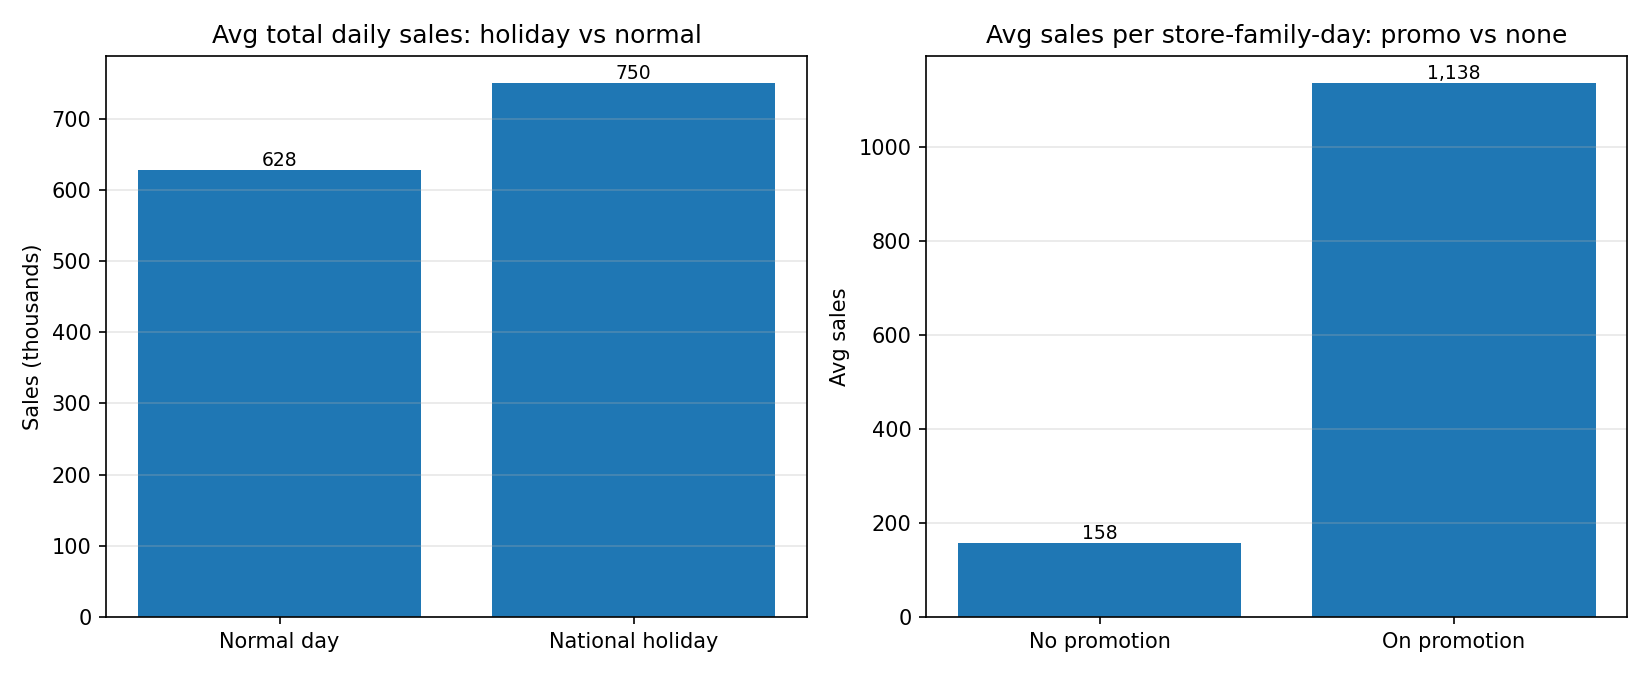 Avg total daily sales: holiday vs normal
Sales (thousands)
700
600
500
400
300
200
100
0
628
750
Normal day
National holiday
Avg sales per store-family-day: promo vs none
Avg sales
1000
800
600
400
200
0
158
1,138
No promotion
On promotion